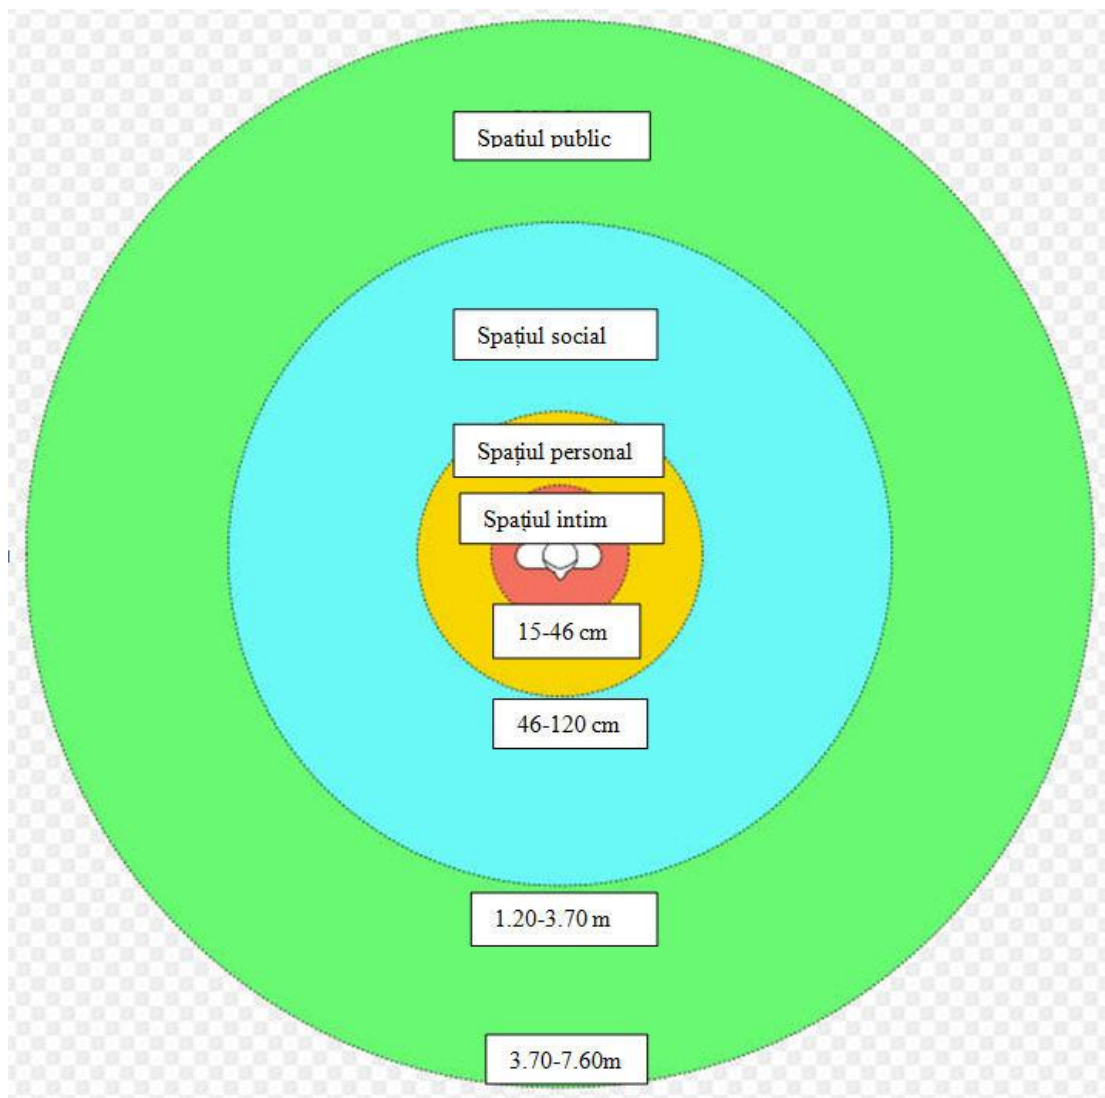 Spațiul public
Spațiul social
Spațiul personal
Spațiul intim
15-46 cm
46-120 cm
1.20-3.70 m
3.70-7.60m